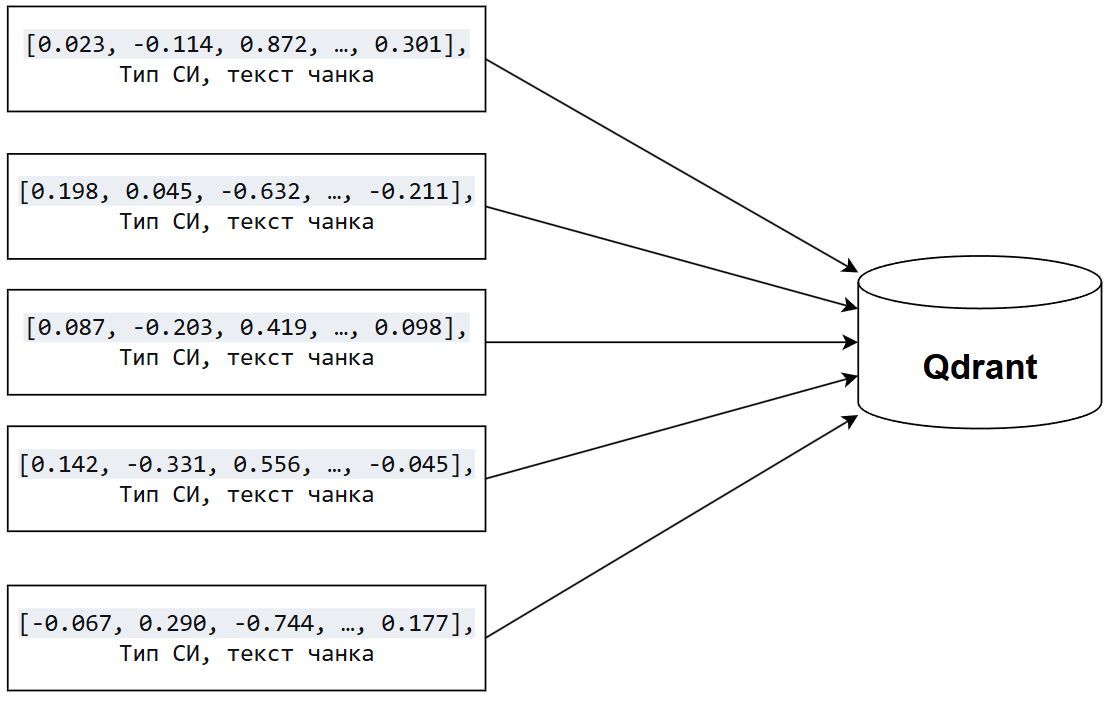 [0.023, -0.114, 0.872, …, 0.301],
Тип СИ, текст чанка
[0.198, 0.045, -0.632, …, -0.211],
Тип СИ, текст чанка
[0.087, -0.203, 0.419, …, 0.098],
Тип СИ, текст чанка
[0.142, -0.331, 0.556, …, -0.045],
Тип СИ, текст чанка
[-0.067, 0.290, -0.744, …, 0.177],
Тип СИ, текст чанка
Qdrant